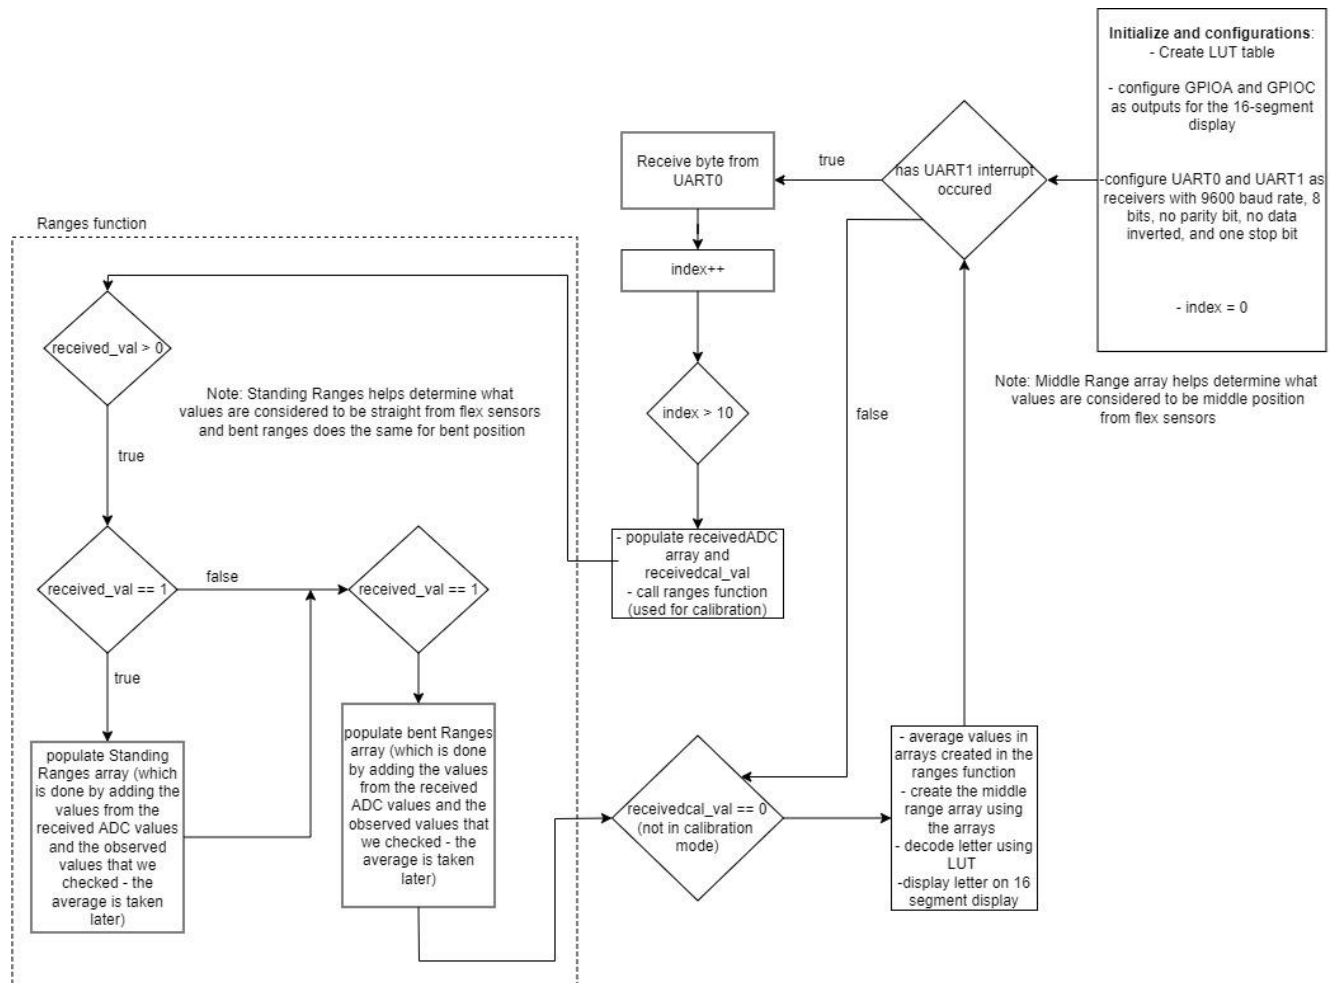 Initialize and configurations:
- Create LUT table
- configure GPIOA and GPIOC
as outputs for the 16-segment
display
-configure UART0 and UART1 as
receivers with 9600 baud rate, 8
bits, no parity bit, no data
inverted, and one stop bit
- index = 0
Note: Middle Range array helps determine what
values are considered to be middle position
from flex sensors
has UART1 interrupt
occured
true
false
Receive byte from
UART0
index++
index > 10
- populate receivedADC
array and
receivedcal_val
- call ranges function
(used for calibration)
Ranges function
received_val > 0
Note: Standing Ranges helps determine what
values are considered to be straight from flex sensors
and bent ranges does the same for bent position
true
received_val == 1
false
received_val == 1
true
populate Standing
Ranges array (which
is done by adding the
values from the
received ADC values
and the observed
values that we
checked - the
average is taken
later)
populate bent Ranges
array (which is done
by adding the values
from the received
ADC values and the
observed values that
we checked - the
average is taken
later)
receivedcal_val == 0
(not in calibration
mode)
- average values in
arrays created in the
ranges function
- create the middle
range array using
the arrays
- decode letter using
LUT
-display letter on 16
segment display